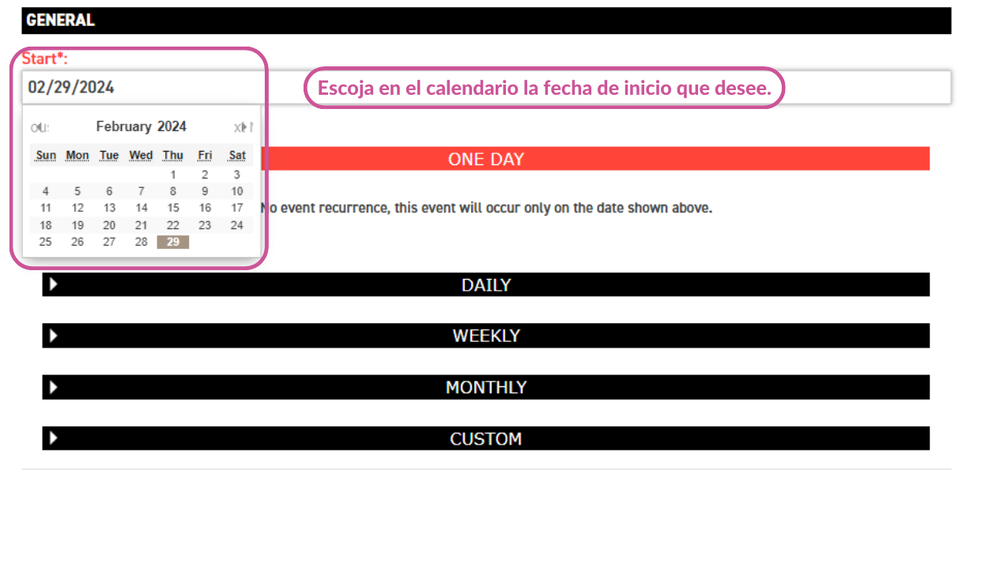 GENERAL
Start*:
02/29/2024
Escoja en el calendario la fecha de inicio que desee.
February 2024
Sun Mon Tue Wed Thu Fri Sat
1 2 3
4 5 6 7 8 9 10
11 12 13 14 15 16 17
18 19 20 21 22 23 24
25 26 27 28 29
ONE DAY
No event recurrence, this event will occur only on the date shown above.
DAILY
WEEKLY
MONTHLY
CUSTOM